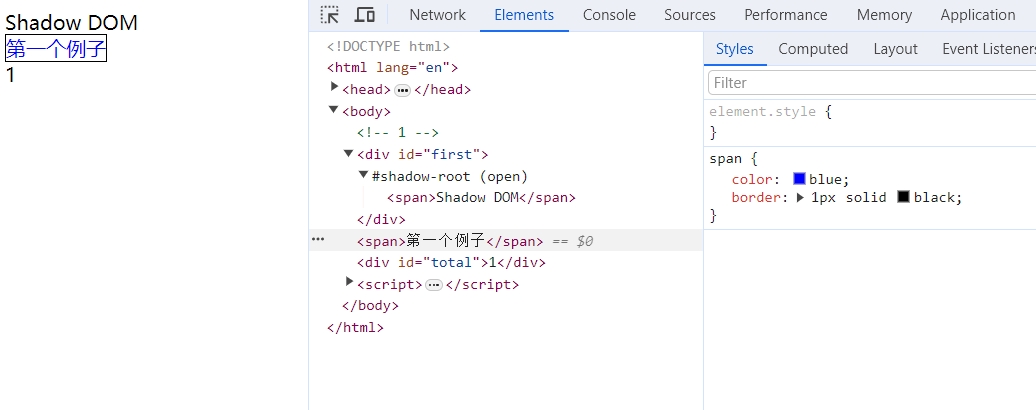 Shadow DOM
第一个例子
1
Network Elements Console Sources Performance Memory Application
<!DOCTYPE html>
<html lang="en">
<head>…</head>
<body>
<!-- 1 -->
<div id="first">
#shadow-root (open)
<span>Shadow DOM</span>
</div>
… <span>第一个例子</span> == $0
<div id="total">1</div>
<script>…</script>
</body>
</html>
Styles Computed Layout Event Listeners
Filter
element.style {
}
span {
color: blue;
border: 1px solid black;
}